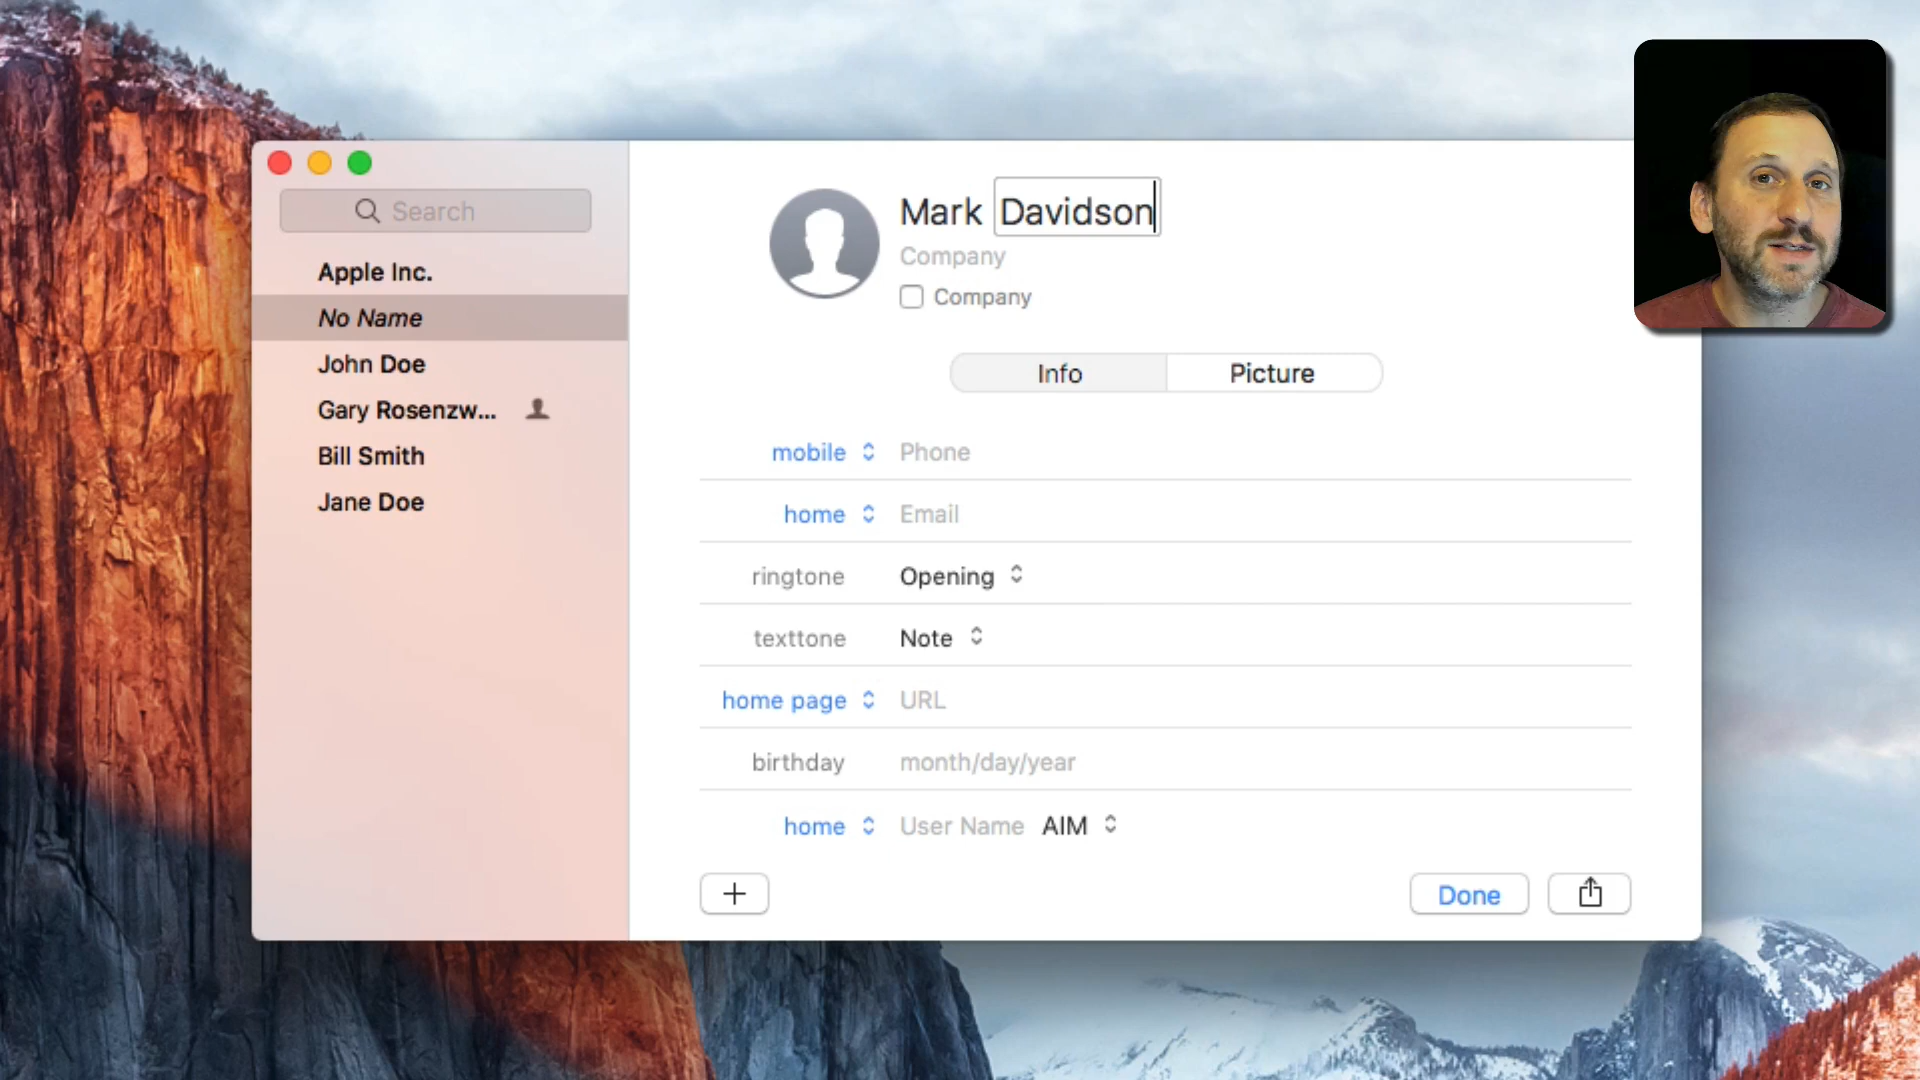 Search
Apple Inc.
No Name
John Doe
Gary Rosenzw...
Bill Smith
Jane Doe
Mark Davidson
Company
Company
Info Picture
mobile Phone
home Email
ringtone Opening
texttone Note
home page URL
birthday month/day/year
home User Name AIM
+ Done